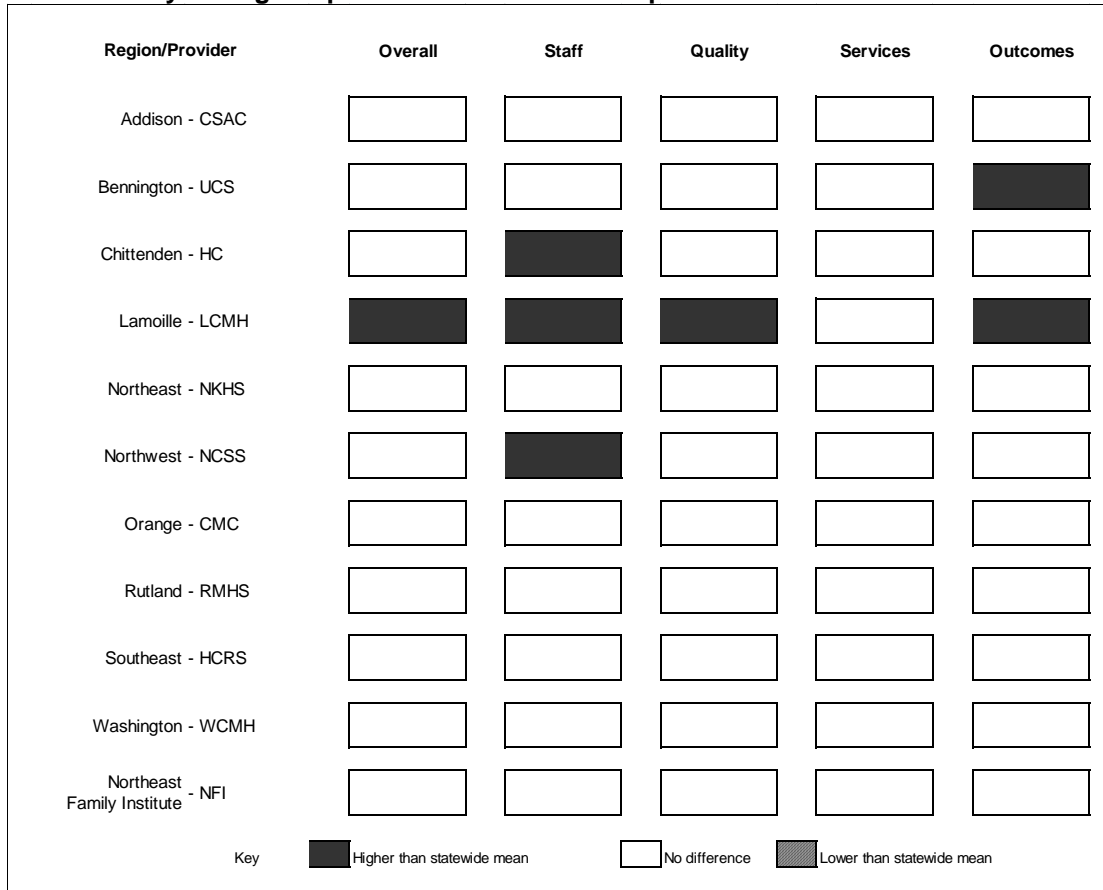 Region/Provider Overall Staff Quality Services Outcomes
Addison - CSAC
Bennington - UCS
Chittenden - HC
Lamoille - LCMH
Northeast - NKHS
Northwest - NCSS
Orange - CMC
Rutland - RMHS
Southeast - HCRS
Washington - WCMH
Northeast
Family Institute - NFI
Key Higher than statewide mean No difference Lower than statewide mean